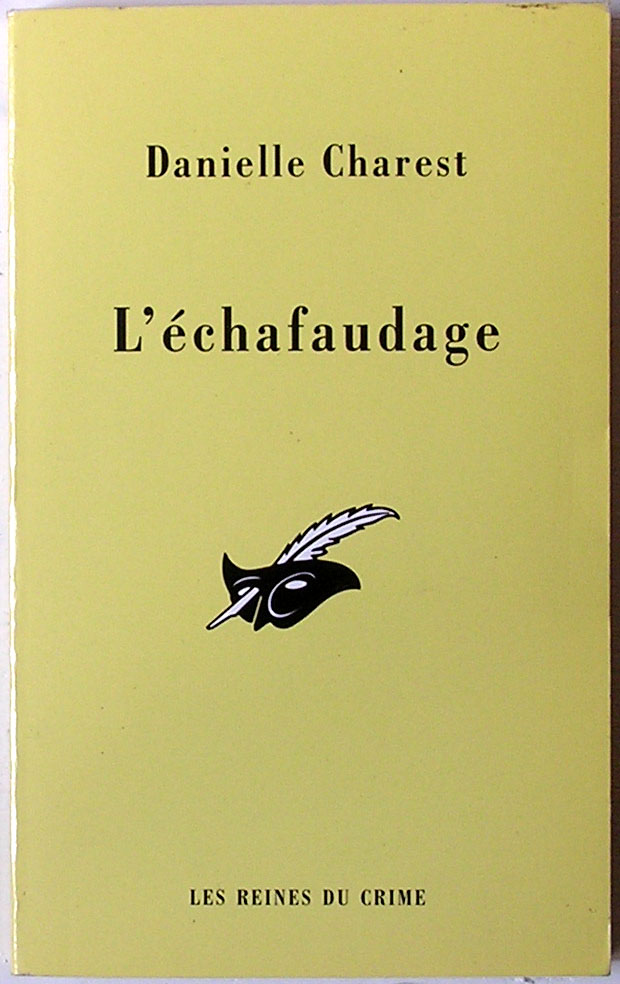 Danielle Charest
L’échafaudage
LES REINES DU CRIME